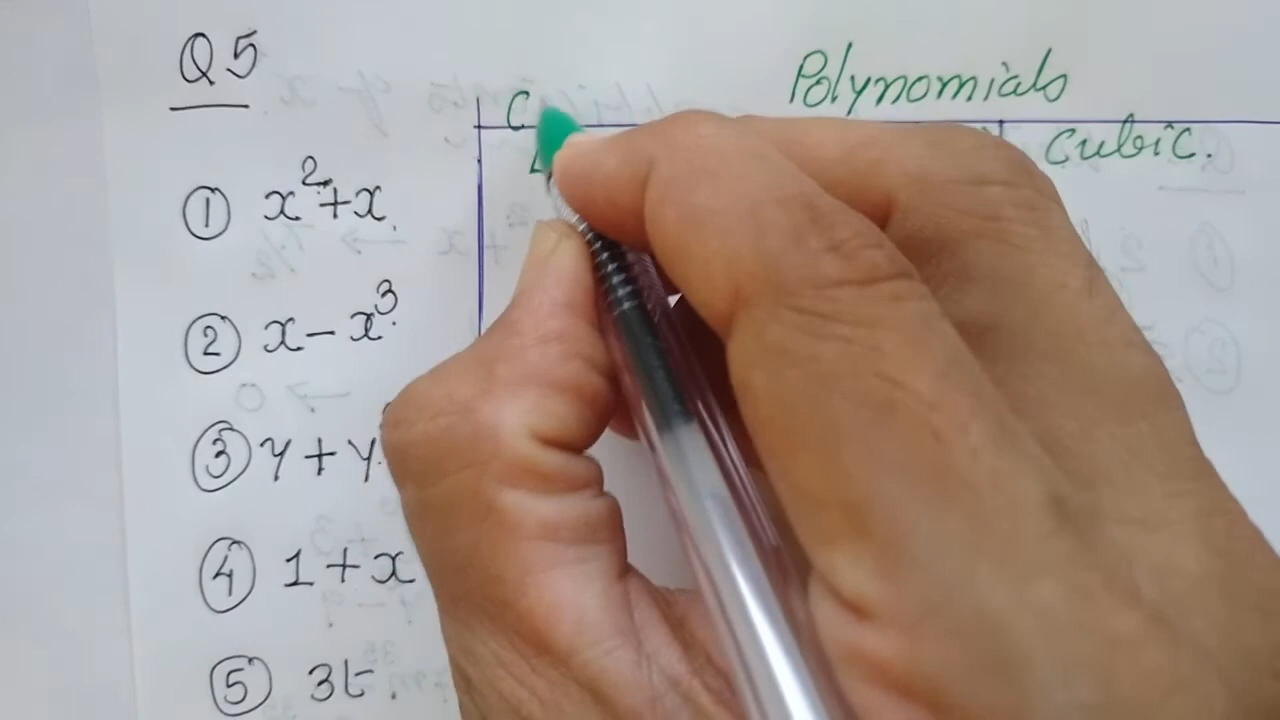 Q5
Polynomials
C
cubic.
① x²+x.
② x-x³.
③ y+y
④ 1+x
⑤ 3t.